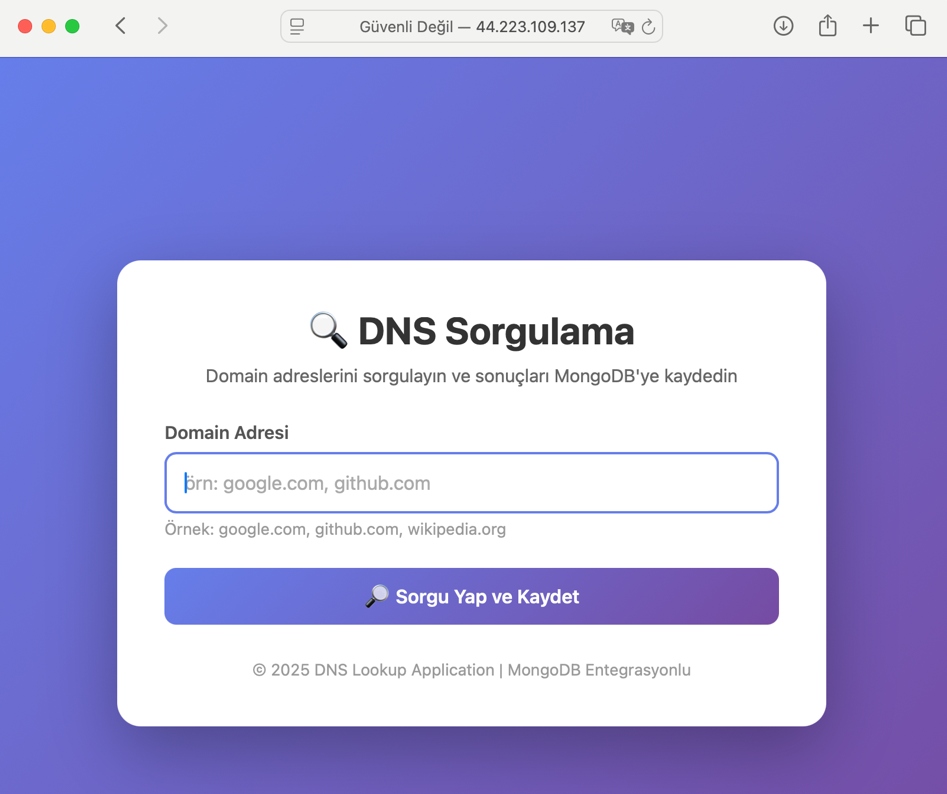 Güvenli Değil — 44.223.109.137
🔍 DNS Sorgulama
Domain adreslerini sorgulayın ve sonuçları MongoDB'ye kaydedin
Domain Adresi
örn: google.com, github.com
Örnek: google.com, github.com, wikipedia.org
🔎 Sorgu Yap ve Kaydet
© 2025 DNS Lookup Application | MongoDB Entegrasyonlu